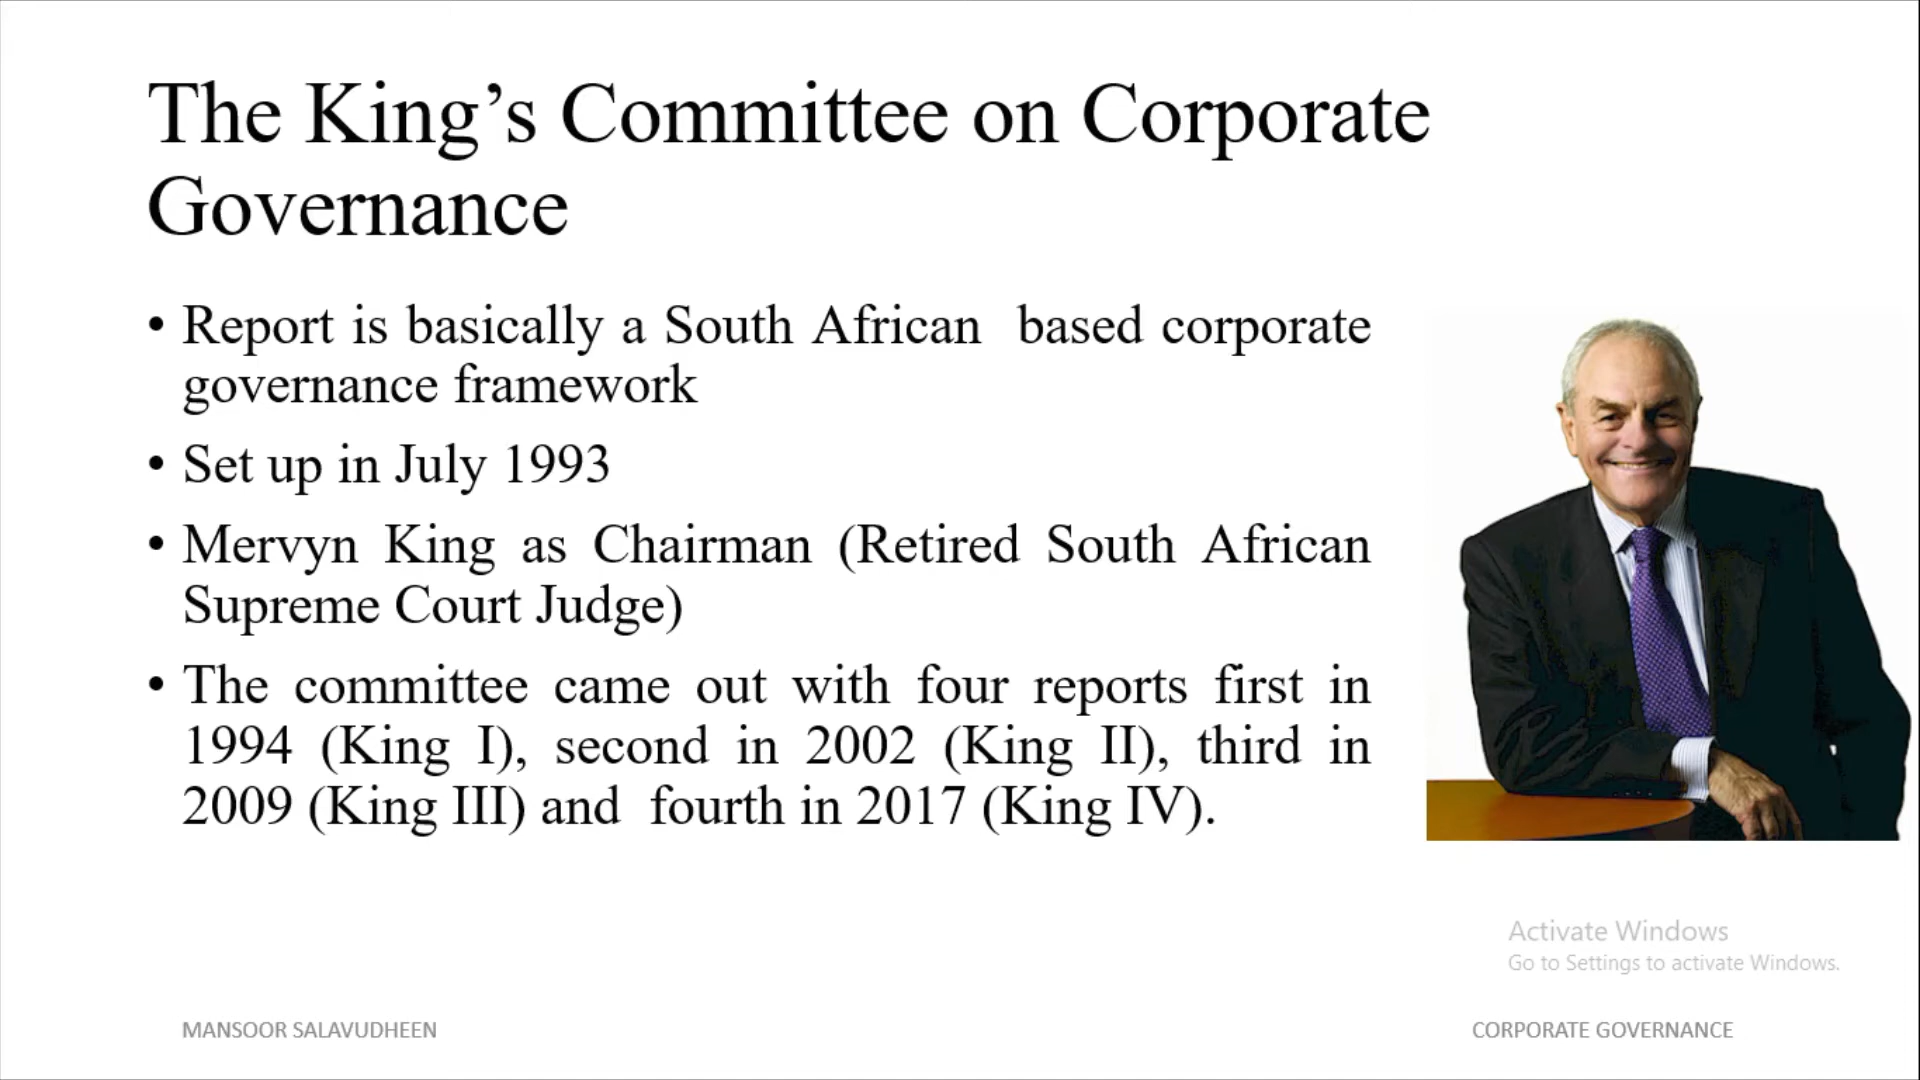 The King’s Committee on Corporate
Governance
• Report is basically a South African  based corporate
governance framework
• Set up in July 1993
• Mervyn King as Chairman (Retired South African
Supreme Court Judge)
• The committee came out with four reports first in
1994 (King I), second in 2002 (King II), third in
2009 (King III) and  fourth in 2017 (King IV).
Activate Windows
Go to Settings to activate Windows.
MANSOOR SALAVUDHEEN
CORPORATE GOVERNANCE